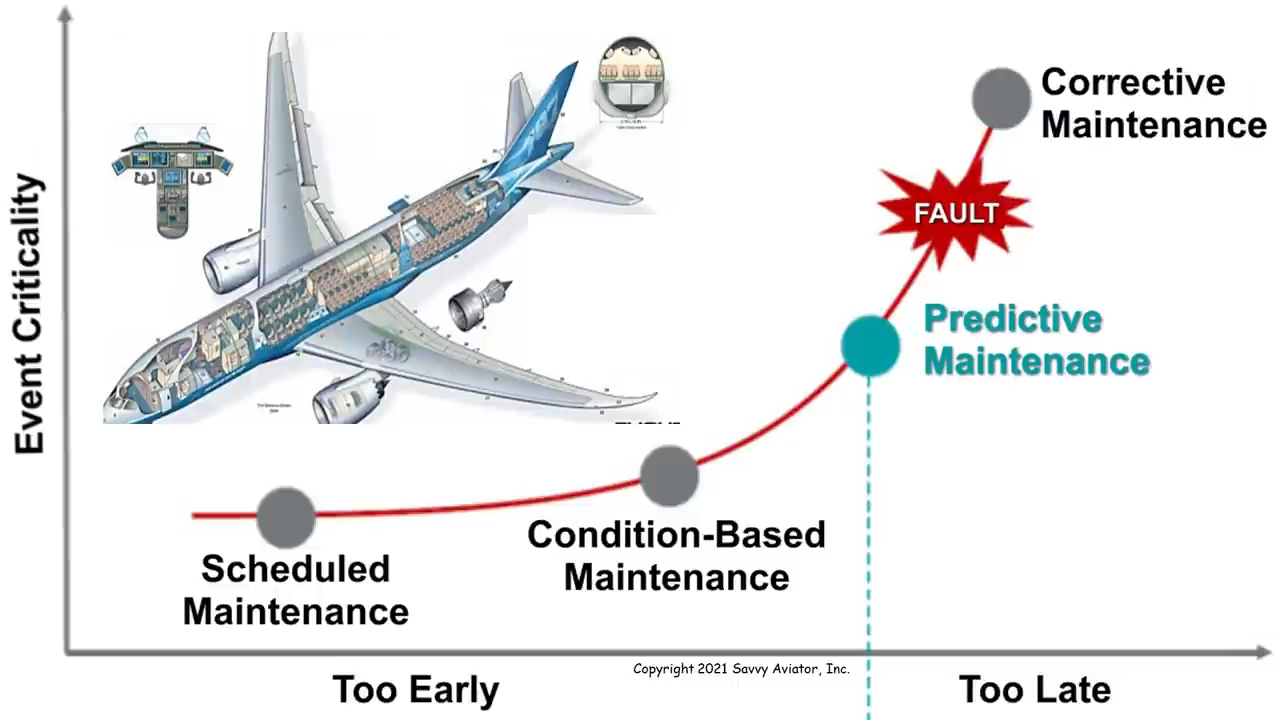 Event Criticality
Corrective
Maintenance
FAULT
Predictive
Maintenance
Condition-Based
Maintenance
Scheduled
Maintenance
Copyright 2021 Savvy Aviator, Inc.
Too Early
Too Late